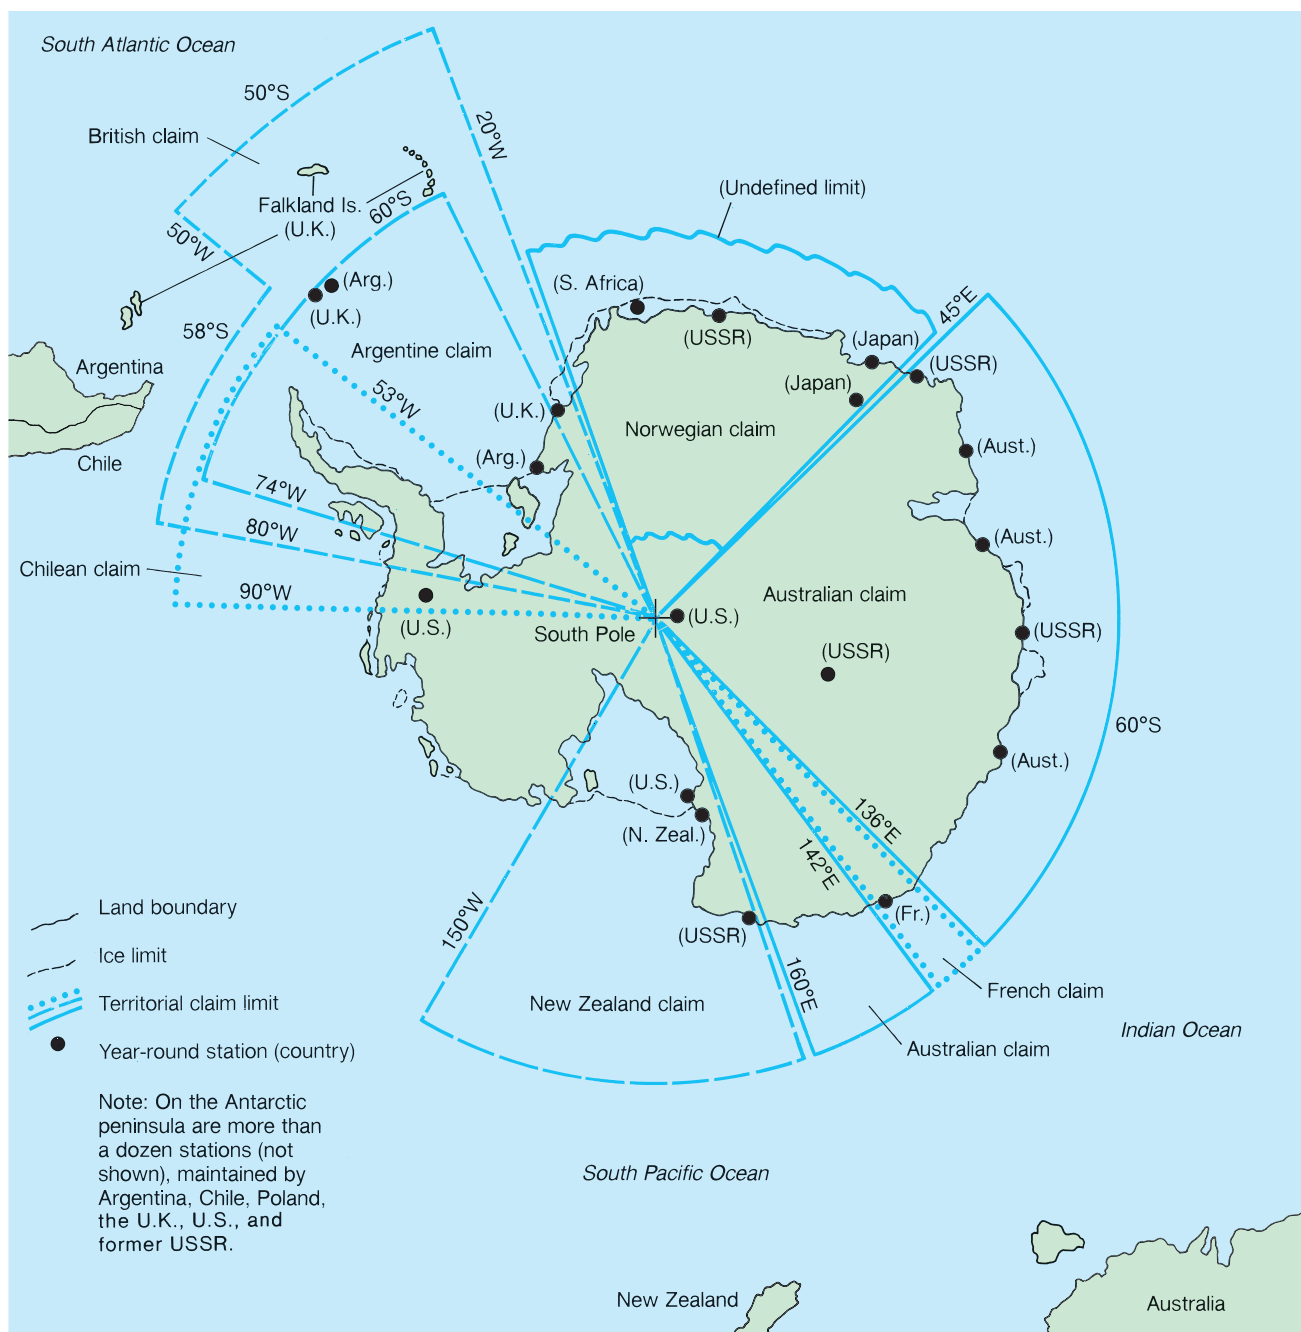 South Atlantic Ocean
50°S
British claim
20°W
Falkland Is.
(U.K.)
60°S
50°W
(Undefined limit)
(Arg.)
(U.K.)
58°S
(S. Africa)
(USSR)
45°E
Argentina
Argentine claim
53°W
(Japan)
(USSR)
(Japan)
(U.K.)
Norwegian claim
(Aust.)
Chile
(Arg.)
74°W
80°W
(Aust.)
Chilean claim
90°W
(U.S.)
South Pole
(U.S.)
Australian claim
(USSR)
(USSR)
60°S
(Aust.)
(U.S.)
(N. Zeal.)
136°E
142°E
150°W
(Fr.)
(USSR)
160°E
New Zealand claim
French claim
Australian claim
Indian Ocean
Land boundary
Ice limit
Territorial claim limit
Year-round station (country)
Note: On the Antarctic
peninsula are more than
a dozen stations (not
shown), maintained by
Argentina, Chile, Poland,
the U.K., U.S., and
former USSR.
South Pacific Ocean
New Zealand
Australia